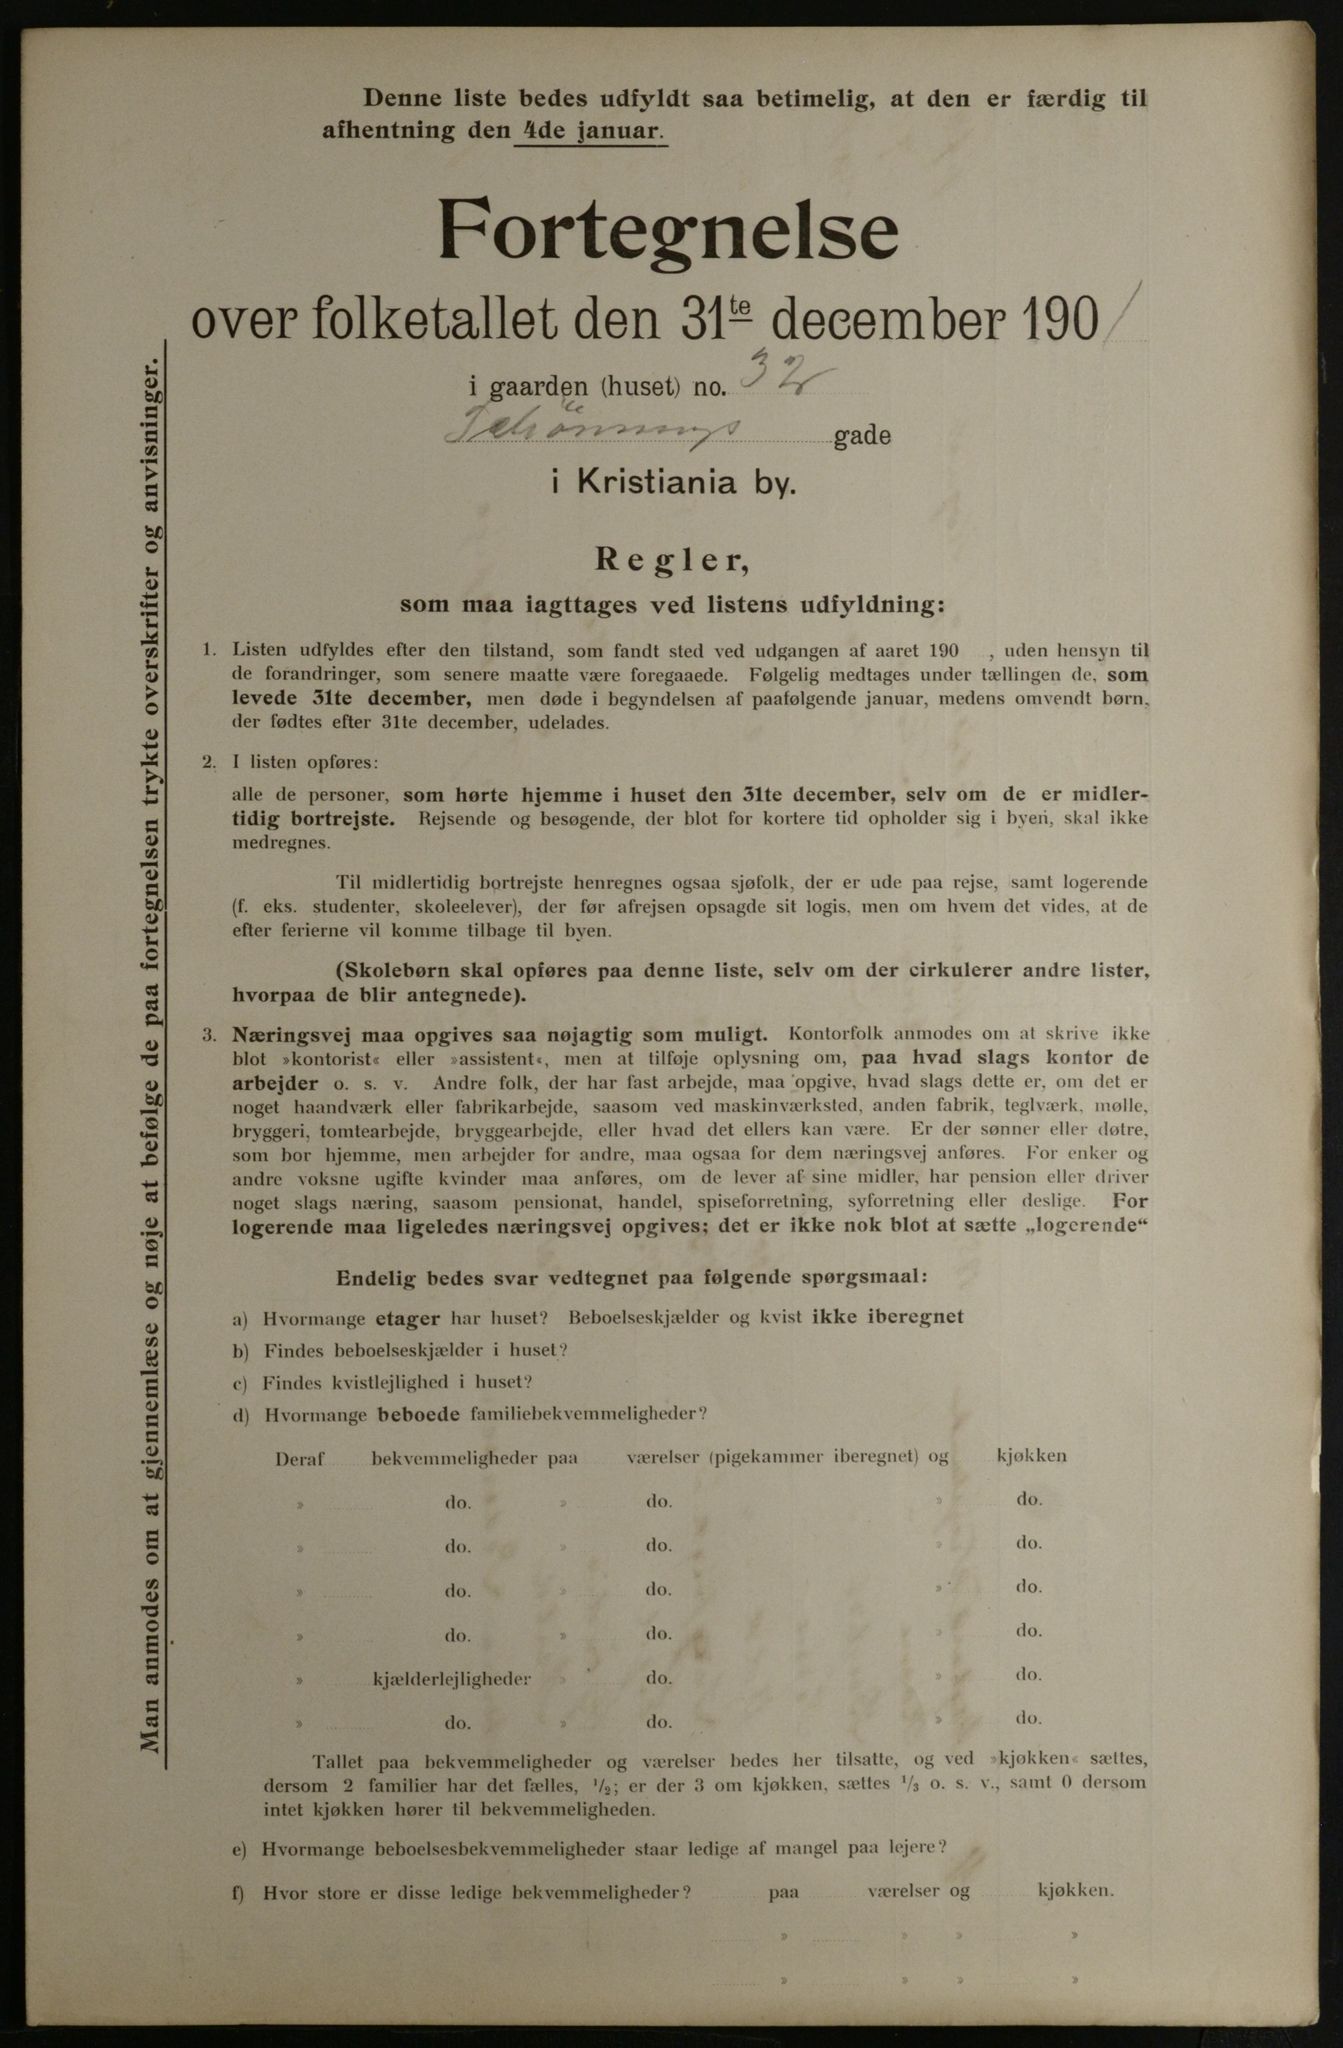 Denne liste bedes udfyldt saa betimelig, at den er færdig til
afhentning den 4de januar.
Fortegnelse
over folketallet den 31te december 1901
i gaarden (huset) no. 32
Schönnings gade
i Kristiania by.
Regler,
som maa iagttages ved listens udfyldning:
1. Listen udfyldes efter den tilstand, som fandt sted ved udgangen af aaret 190 , uden hensyn til
de forandringer, som senere maatte være foregaaede. Følgelig medtages under tællingen de, som
levede 31te december, men døde i begyndelsen af paafølgende januar, medens omvendt børn,
der fødtes efter 31te december, udelades.
2. I listen opføres:
alle de personer, som hørte hjemme i huset den 31te december, selv om de er midler-
tidig bortrejste. Rejsende og besøgende, der blot for kortere tid opholder sig i byen, skal ikke
medregnes.
Til midlertidig bortrejste henregnes ogsaa sjøfolk, der er ude paa rejse, samt logerende
(f. eks. studenter, skoleelever), der før afrejsen opsagde sit logis, men om hvem det vides, at de
efter ferierne vil komme tilbage til byen.
(Skolebørn skal opføres paa denne liste, selv om der cirkulerer andre lister,
hvorpaa de blir antegnede).
3. Næringsvej maa opgives saa nøjagtig som muligt. Kontorfolk anmodes om at skrive ikke
blot »kontorist« eller »assistent«, men at tilføje oplysning om, paa hvad slags kontor de
arbejder o. s. v. Andre folk, der har fast arbejde, maa opgive, hvad slags dette er, om det er
noget haandværk eller fabrikarbejde, saasom ved maskinværksted, anden fabrik, teglværk, mølle,
bryggeri, tomtearbejde, bryggearbejde, eller hvad det ellers kan være. Er der sønner eller døtre,
som bor hjemme, men arbejder for andre, maa ogsaa for dem næringsvej anføres. For enker og
andre voksne ugifte kvinder maa anføres, om de lever af sine midler, har pension eller driver
noget slags næring, saasom pensionat, handel, spiseforretning, syforretning eller deslige. For
logerende maa ligeledes næringsvej opgives; det er ikke nok blot at sætte „logerende“
Endelig bedes svar vedtegnet paa følgende spørgsmaal:
a) Hvormange etager har huset? Beboelseskjælder og kvist ikke iberegnet
b) Findes beboelseskjælder i huset?
c) Findes kvistlejlighed i huset?
d) Hvormange beboede familiebekvemmeligheder?
Deraf bekvemmeligheder paa værelser (pigekammer iberegnet) og kjøkken
» do. » do. » do.
» do. » do. » do.
» do. » do. » do.
» do. » do. » do.
» kjælderlejligheder » do. » do.
» do. » do. » do.
Tallet paa bekvemmeligheder og værelser bedes her tilsatte, og ved »kjøkken« sættes,
dersom 2 familier har det fælles, 1/2; er der 3 om kjøkken, sættes 1/3 o. s. v., samt 0 dersom
intet kjøkken hører til bekvemmeligheden.
e) Hvormange beboelsesbekvemmeligheder staar ledige af mangel paa lejere?
f) Hvor store er disse ledige bekvemmeligheder? paa værelser og kjøkken.
» » » »
» » » »
Man anmodes om at gjennemlæse og nøje at befølge de paa fortegnelsen trykte overskrifter og anvisninger.